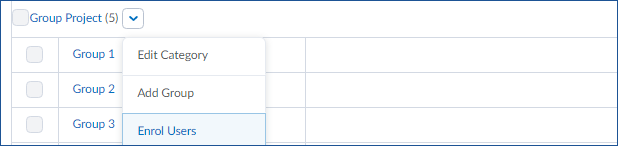 Group Project (5)
Group 1
Edit Category
Group 2
Add Group
Group 3
Enrol Users